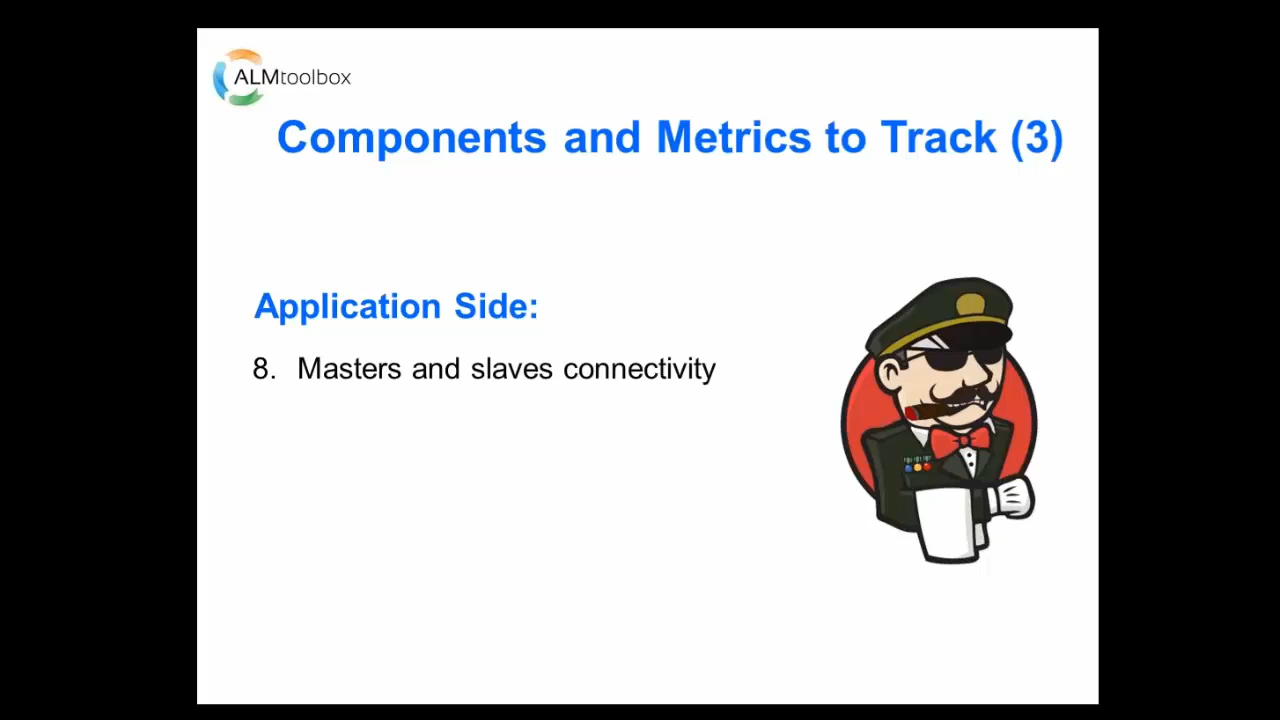 ALMtoolbox
Components and Metrics to Track (3)
Application Side:
8. Masters and slaves connectivity